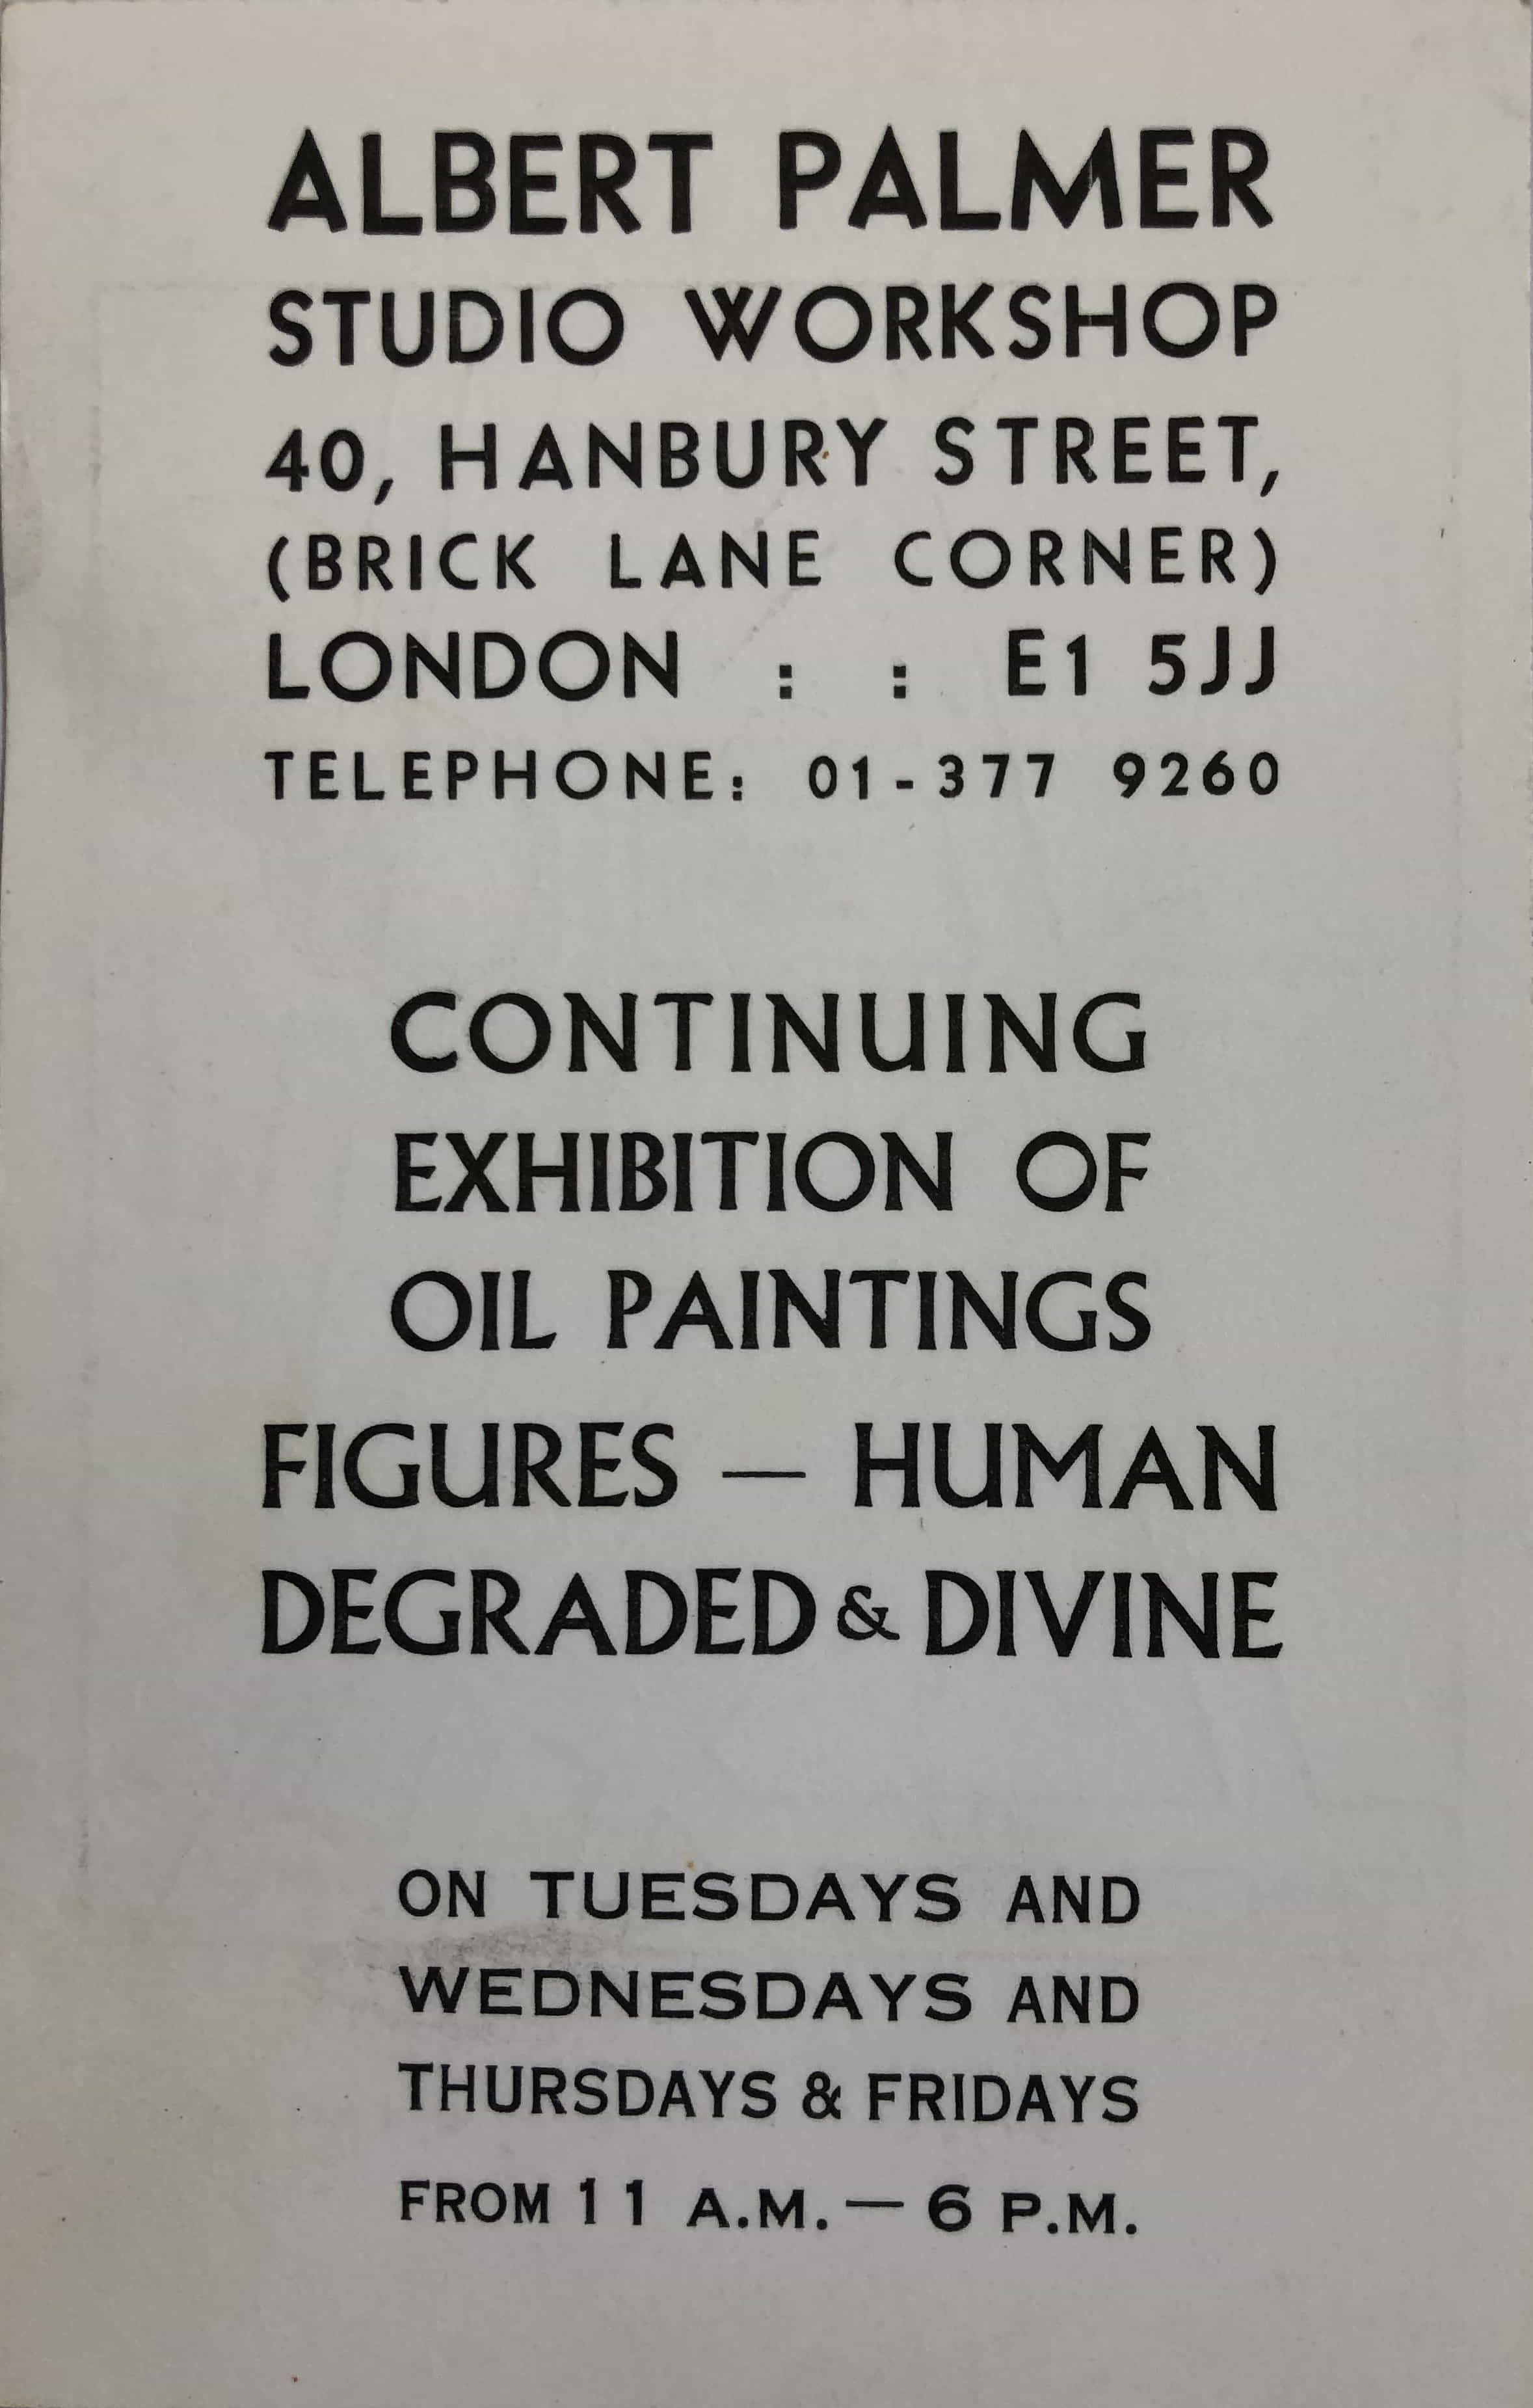 ALBERT PALMER
STUDIO WORKSHOP
40, HANBURY STREET,
(BRICK LANE CORNER)
LONDON : : E1 5JJ
TELEPHONE: 01-377 9260
CONTINUING
EXHIBITION OF
OIL PAINTINGS
FIGURES — HUMAN
DEGRADED & DIVINE
ON TUESDAYS AND
WEDNESDAYS AND
THURSDAYS & FRIDAYS
FROM 11 A.M. — 6 P.M.